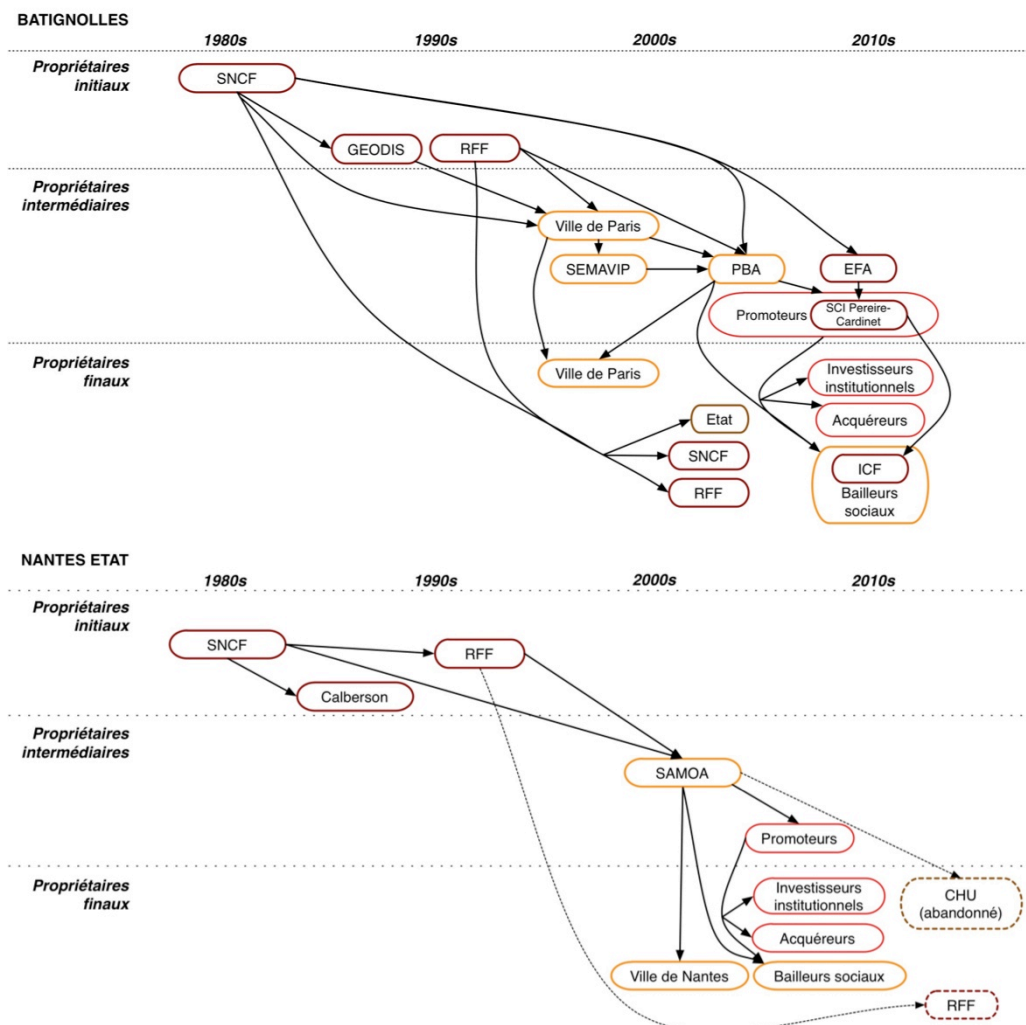 BATIGNOLLES
1980s 1990s 2000s 2010s
Propriétaires
initiaux
SNCF
GEODIS RFF
Propriétaires
intermédiaires
Ville de Paris
SEMAVIP PBA EFA
Promoteurs
SCI Pereire-
Cardinet
Propriétaires
finaux
Ville de Paris
Investisseurs
institutionnels
Etat
Acquéreurs
SNCF
ICF
RFF
Bailleurs
sociaux
NANTES ETAT
1980s 1990s 2000s 2010s
Propriétaires
initiaux
SNCF RFF
Calberson
Propriétaires
intermédiaires
SAMOA
Promoteurs
Propriétaires
finaux
Investisseurs
institutionnels
CHU
(abandonné)
Acquéreurs
Ville de Nantes Bailleurs sociaux
RFF